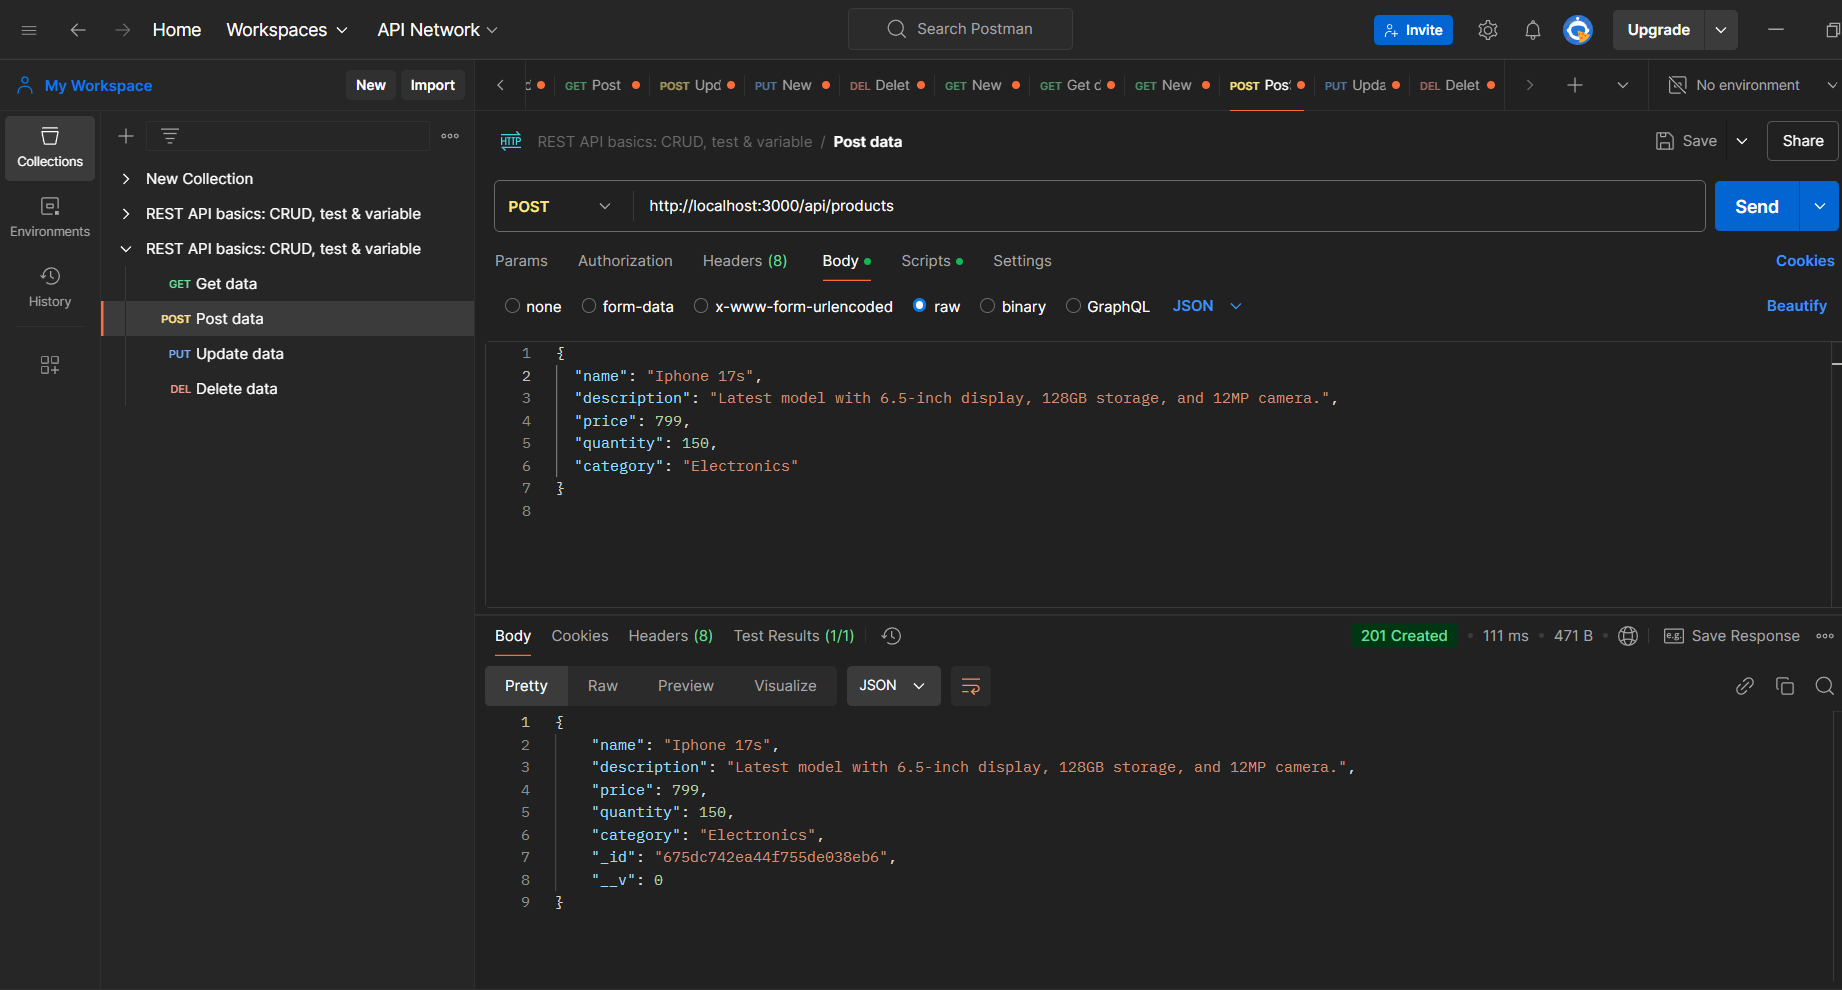 Home Workspaces API Network Search Postman Invite Upgrade
My Workspace New Import GET Post POST Upd PUT New DEL Delet GET New GET Get d GET New POST Pos PUT Upda DEL Delet No environment
Collections
Environments
History
New Collection
REST API basics: CRUD, test & variable
REST API basics: CRUD, test & variable
GET Get data
POST Post data
PUT Update data
DEL Delete data
HTTP REST API basics: CRUD, test & variable / Post data Save Share
POST http://localhost:3000/api/products Send
Params Authorization Headers (8) Body Scripts Settings Cookies
none form-data x-www-form-urlencoded raw binary GraphQL JSON Beautify
1 {
2 "name": "Iphone 17s",
3 "description": "Latest model with 6.5-inch display, 128GB storage, and 12MP camera.",
4 "price": 799,
5 "quantity": 150,
6 "category": "Electronics"
7 }
8
Body Cookies Headers (8) Test Results (1/1) 201 Created • 111 ms • 471 B • e.g. Save Response
Pretty Raw Preview Visualize JSON
1 {
2 "name": "Iphone 17s",
3 "description": "Latest model with 6.5-inch display, 128GB storage, and 12MP camera.",
4 "price": 799,
5 "quantity": 150,
6 "category": "Electronics",
7 "_id": "675dc742ea44f755de038eb6",
8 "__v": 0
9 }